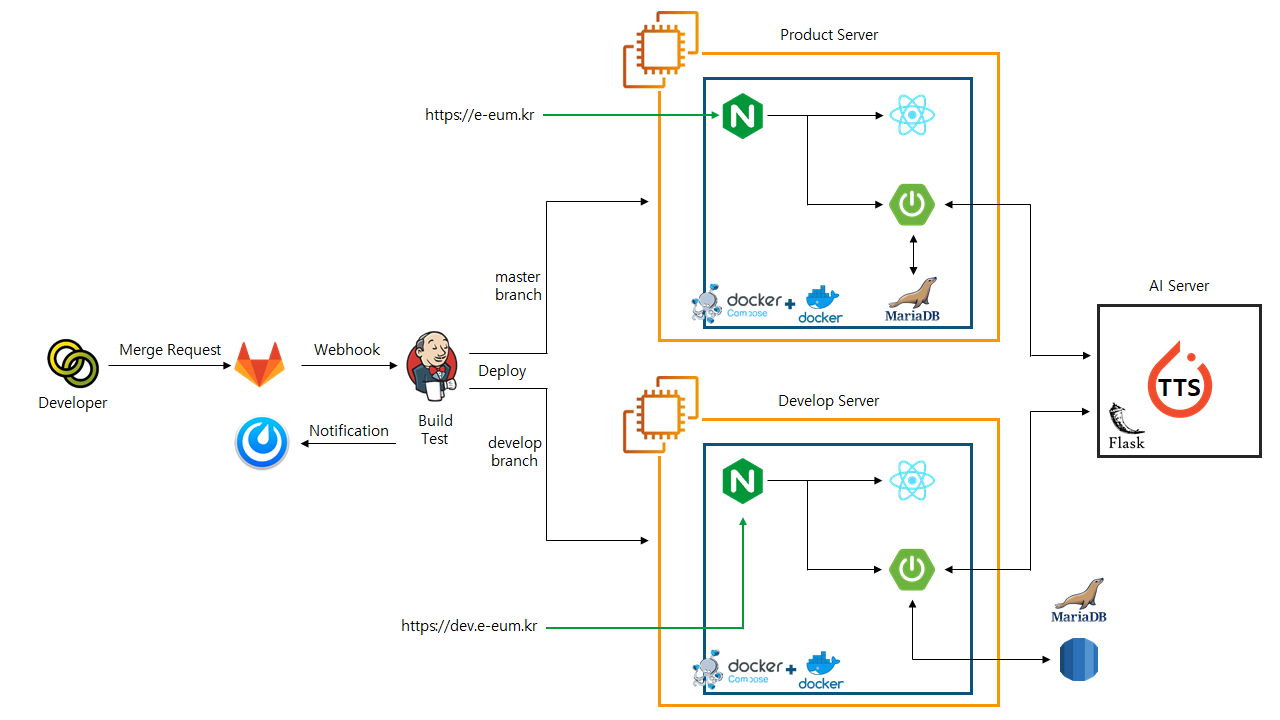 Product Server
https://e-eum.kr
N
master
branch
docker
Compose
+
docker
MariaDB
AI Server
TTS
Flask
Merge Request
Webhook
Developer
Deploy
Build
Test
Notification
develop
branch
Develop Server
N
https://dev.e-eum.kr
docker
Compose
+
docker
MariaDB